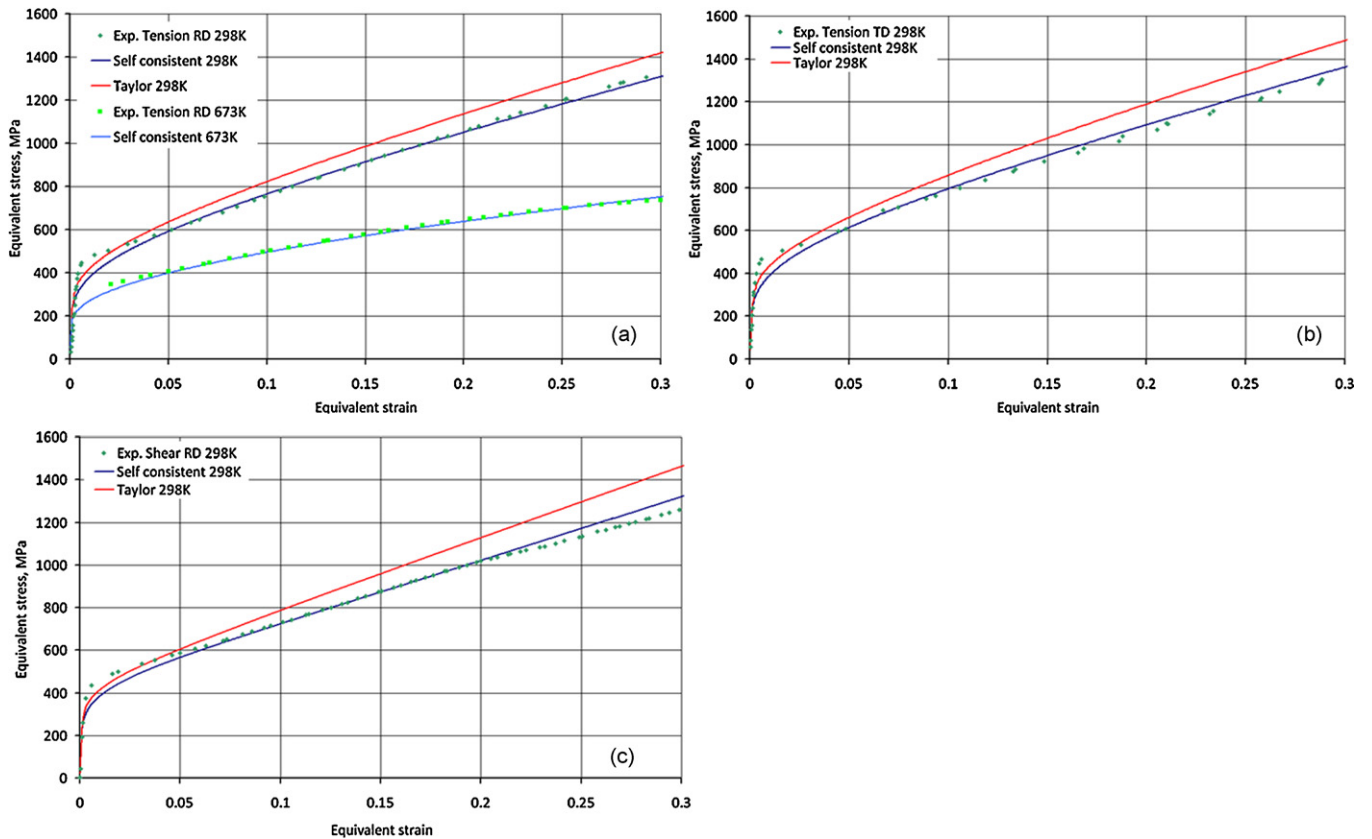 1600
1400
1200
1000
800
600
400
200
0
Equivalent stress, MPa
Exp. Tension RD 298K
Self consistent 298K
Taylor 298K
Exp. Tension RD 673K
Self consistent 673K
(a)
0 0.05 0.1 0.15 0.2 0.25 0.3
Equivalent strain
1600
1400
1200
1000
800
600
400
200
0
Equivalent stress, MPa
Exp. Tension TD 298K
Self consistent 298K
Taylor 298K
(b)
0 0.05 0.1 0.15 0.2 0.25 0.3
Equivalent strain
1600
1400
1200
1000
800
600
400
200
0
Equivalent stress, MPa
Exp. Shear RD 298K
Self consistent 298K
Taylor 298K
(c)
0 0.05 0.1 0.15 0.2 0.25 0.3
Equivalent strain